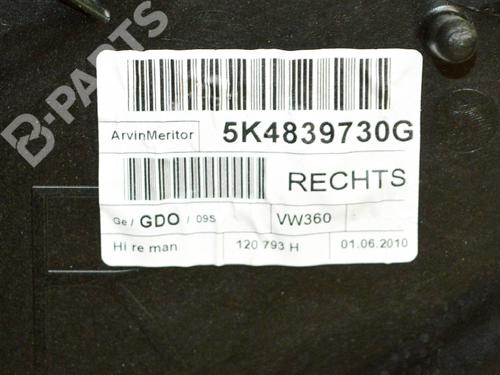 B-PARTS
ArvinMeritor 5K4839730G
RECHTS
Ge / GDO / 09S VW360
Hi re man 120 793 H 01.06.2010